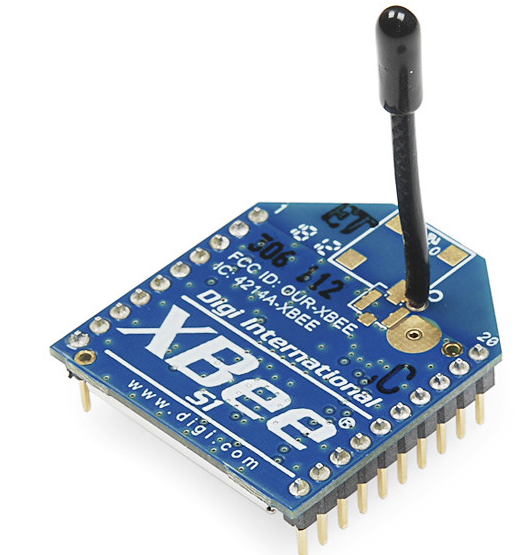 1
ET
306 112
FCC ID: OUR-XBEE
IC: 4214A-XBEE
Digi International
XBee®
S1
www.digi.com
C
20